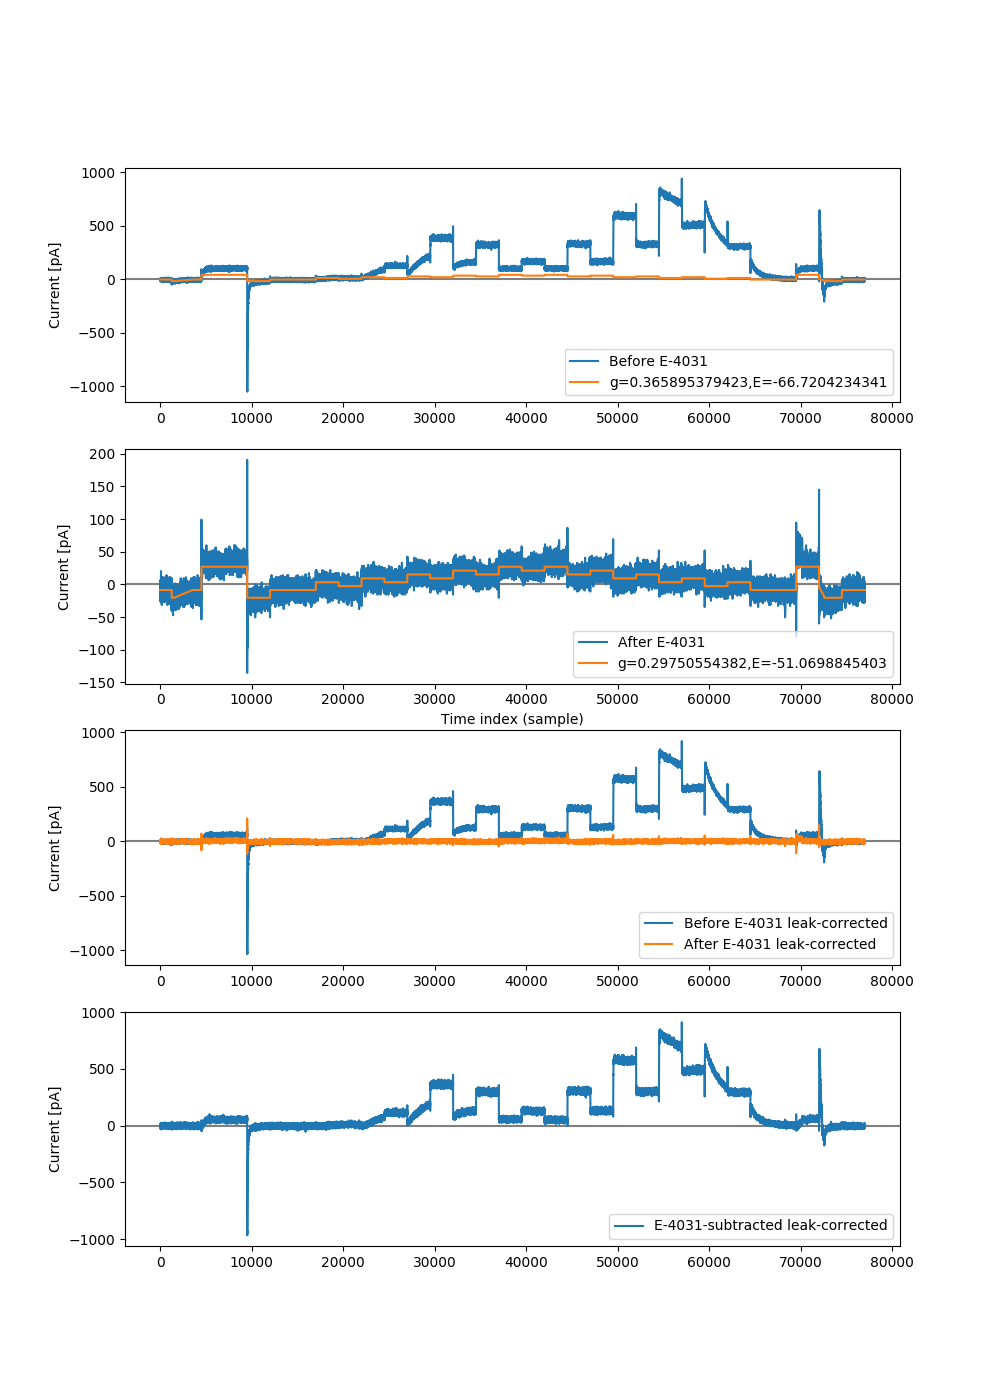 1000
500
0
−500
−1000
Current [pA]
Before E-4031
g=0.365895379423,E=-66.7204234341
0 10000 20000 30000 40000 50000 60000 70000 80000
200
150
100
50
0
−50
−100
−150
Current [pA]
After E-4031
g=0.29750554382,E=-51.0698845403
0 10000 20000 30000 40000 50000 60000 70000 80000
Time index (sample)
1000
500
0
−500
−1000
Current [pA]
Before E-4031 leak-corrected
After E-4031 leak-corrected
0 10000 20000 30000 40000 50000 60000 70000 80000
1000
500
0
−500
−1000
Current [pA]
E-4031-subtracted leak-corrected
0 10000 20000 30000 40000 50000 60000 70000 80000